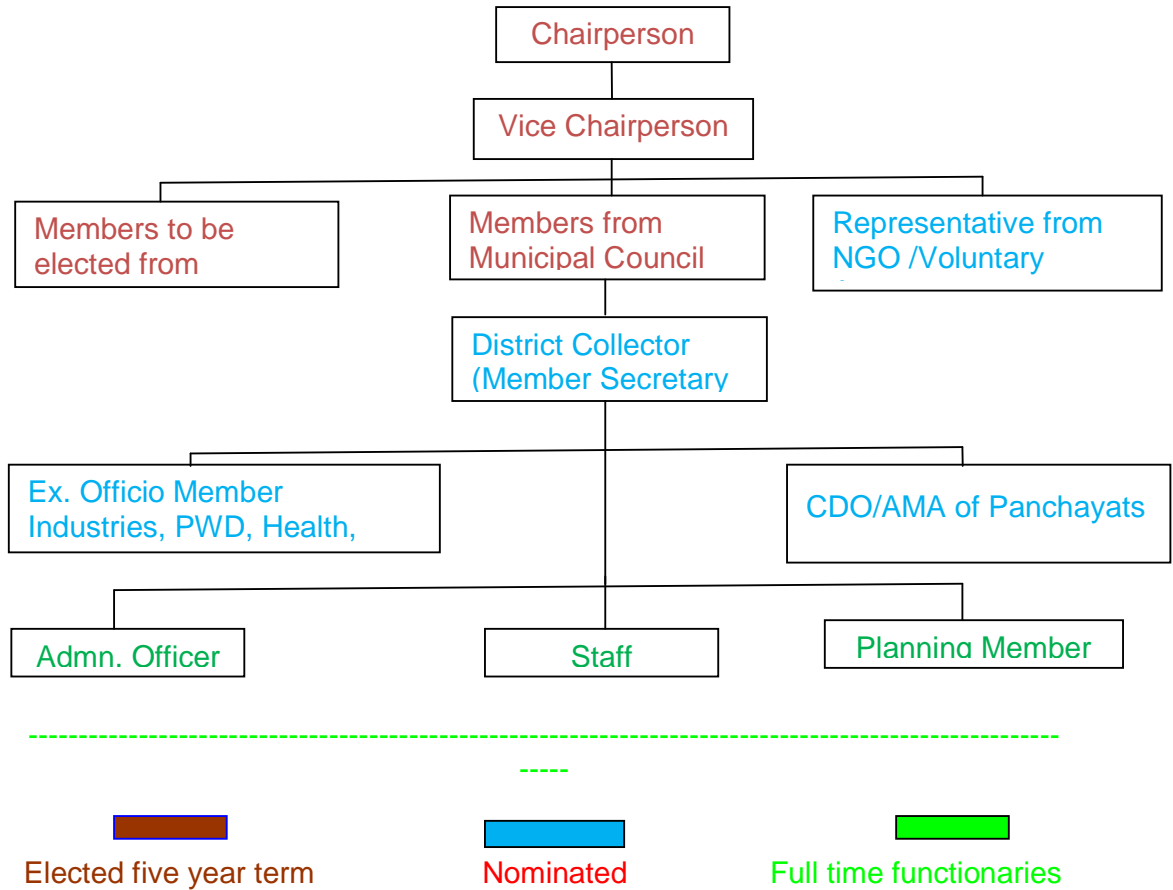 Chairperson
Vice Chairperson
Members to be
elected from
Members from
Municipal Council
Representative from
NGO /Voluntary
District Collector
(Member Secretary
Ex. Officio Member
Industries, PWD, Health,
CDO/AMA of Panchayats
Admn. Officer
Staff
Planning Member
-----
Elected five year term
Nominated
Full time functionaries